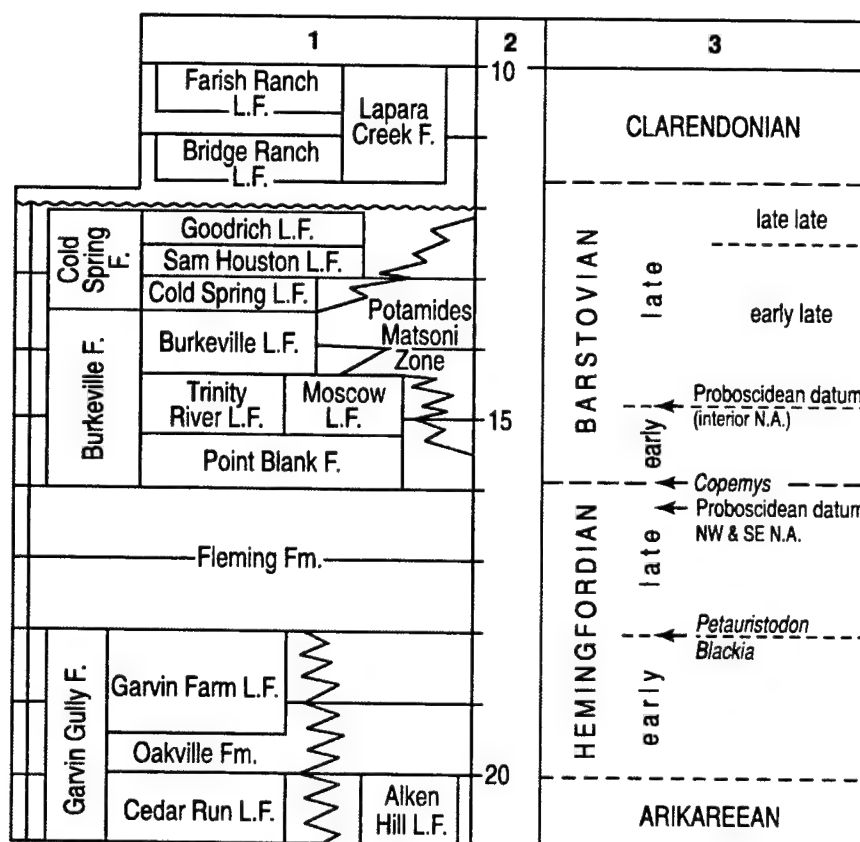 1
2
3
10
Farish Ranch
L.F.
Lapara
Creek F.
Bridge Ranch
L.F.
CLARENDONIAN
Cold
Spring
F.
Goodrich L.F.
Sam Houston L.F.
Cold Spring L.F.
Potamides
Matsoni
Zone
Burkeville F.
Burkeville L.F.
Trinity
River L.F.
Moscow
L.F.
15
Point Blank F.
BARSTOVIAN
late
late late
early late
Proboscidean datum
(interior N.A.)
early
Copemys
Proboscidean datum
NW & SE N.A.
Fleming Fm.
HEMINGFORDIAN
late
Petauristodon
Blackia
early
Garvin Gully F.
Garvin Farm L.F.
Oakville Fm.
20
Cedar Run L.F.
Aiken
Hill L.F.
ARIKAREEAN